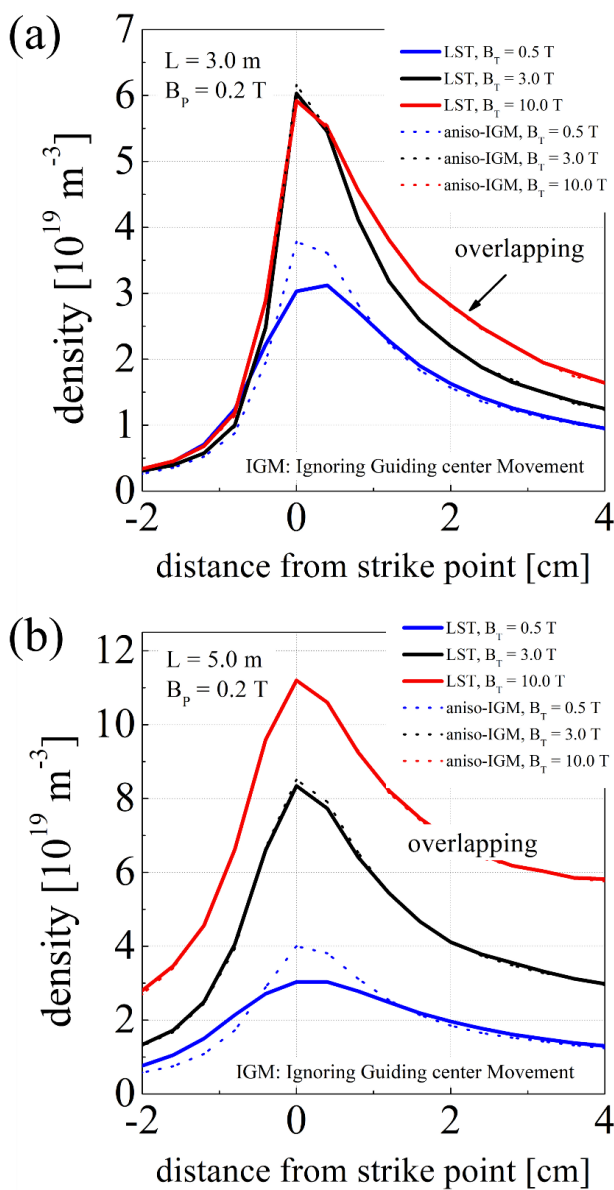 (a)
L = 3.0 m
B_P = 0.2 T
LST, B_T = 0.5 T
LST, B_T = 3.0 T
LST, B_T = 10.0 T
aniso-IGM, B_T = 0.5 T
aniso-IGM, B_T = 3.0 T
aniso-IGM, B_T = 10.0 T
overlapping
IGM: Ignoring Guiding center Movement
density [10^19 m^-3]
7
6
5
4
3
2
1
0
-2 0 2 4
distance from strike point [cm]
(b)
L = 5.0 m
B_P = 0.2 T
LST, B_T = 0.5 T
LST, B_T = 3.0 T
LST, B_T = 10.0 T
aniso-IGM, B_T = 0.5 T
aniso-IGM, B_T = 3.0 T
aniso-IGM, B_T = 10.0 T
overlapping
IGM: Ignoring Guiding center Movement
density [10^19 m^-3]
12
10
8
6
4
2
0
-2 0 2 4
distance from strike point [cm]